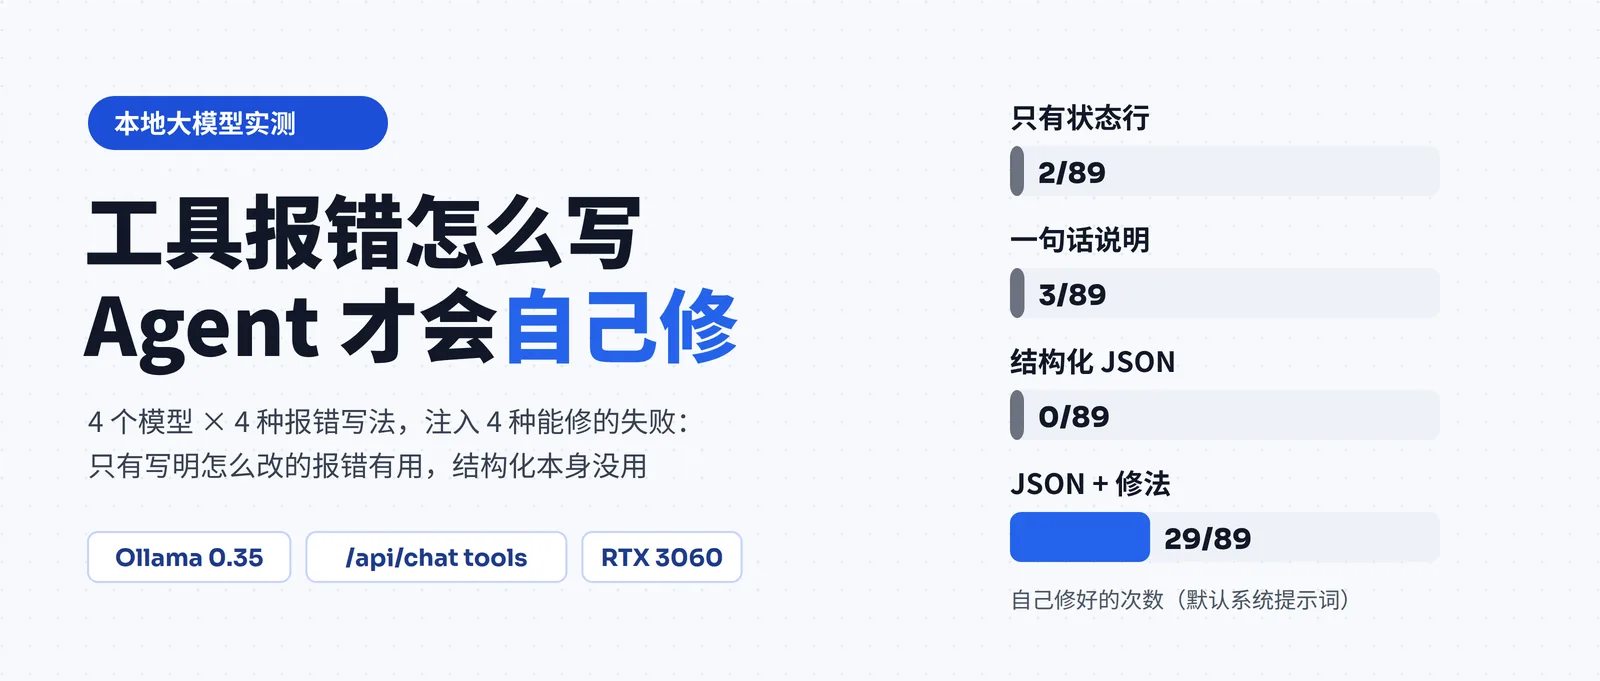 本地大模型实测
工具报错怎么写
Agent 才会自己修
4 个模型 × 4 种报错写法，注入 4 种能修的失败：
只有写明怎么改的报错有用，结构化本身没用
Ollama 0.35
/api/chat tools
RTX 3060
只有状态行
2/89
一句话说明
3/89
结构化 JSON
0/89
JSON + 修法
29/89
自己修好的次数（默认系统提示词）